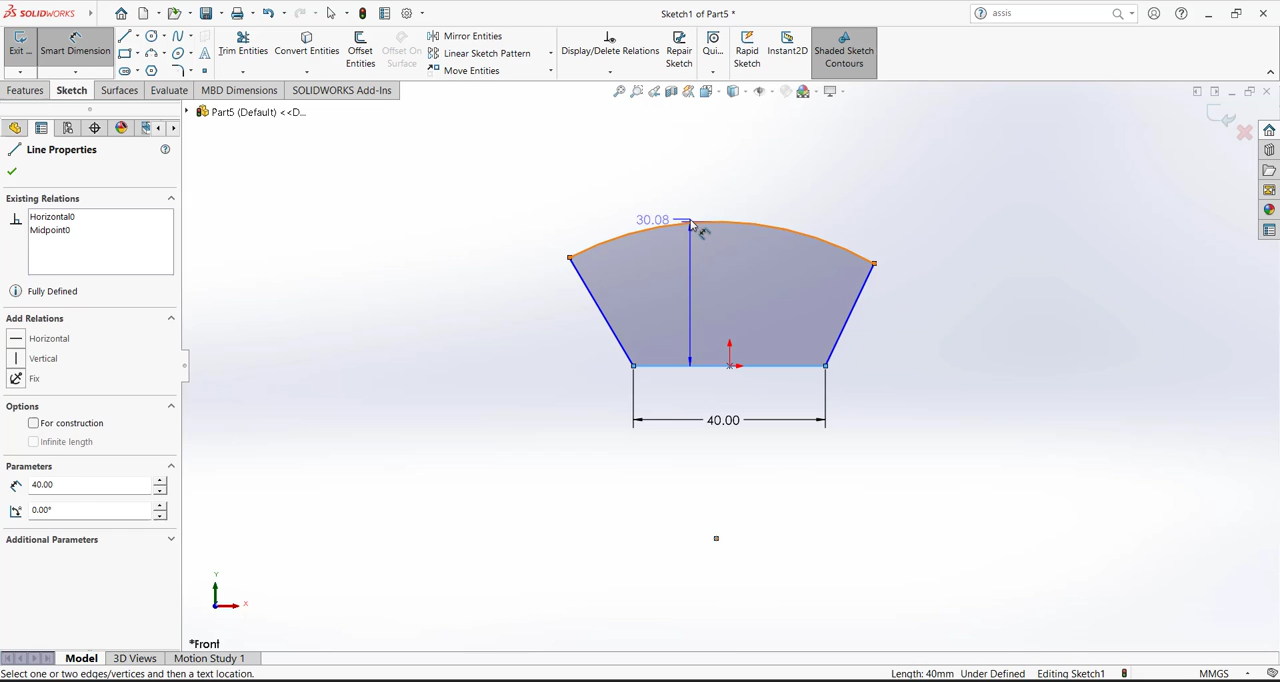 SOLIDWORKS
Sketch1 of Part5 *
assis
Exit ...
Smart Dimension
Trim Entities
Convert Entities
Offset Entities
Offset On Surface
Mirror Entities
Linear Sketch Pattern
Move Entities
Display/Delete Relations
Repair Sketch
Qui...
Rapid Sketch
Instant2D
Shaded Sketch Contours
Features
Sketch
Surfaces
Evaluate
MBD Dimensions
SOLIDWORKS Add-Ins
Part5 (Default) <<D...
Line Properties
Existing Relations
Horizontal0
Midpoint0
Fully Defined
Add Relations
Horizontal
Vertical
Fix
Options
For construction
Infinite length
Parameters
40.00
0.00°
Additional Parameters
30.08
40.00
Y
X
*Front
Model
3D Views
Motion Study 1
Select one or two edges/vertices and then a text location.
Length: 40mm
Under Defined
Editing Sketch1
MMGS